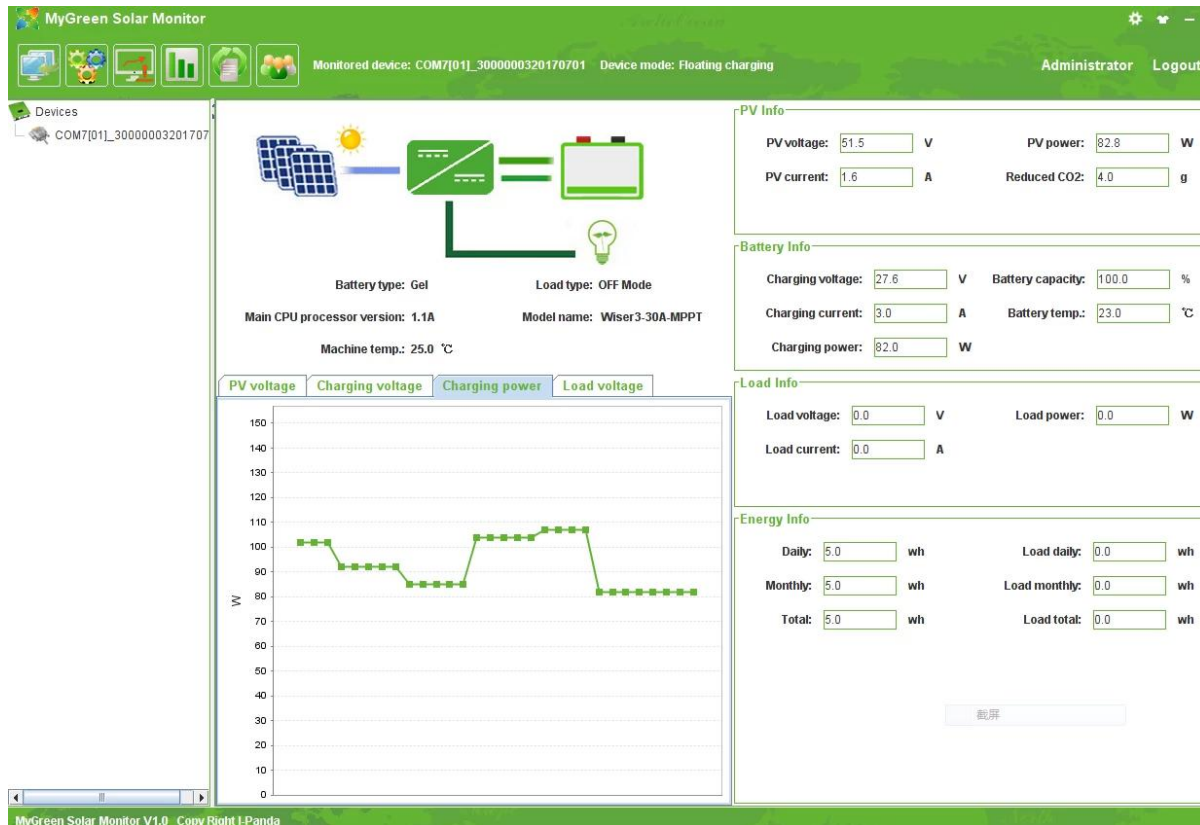 MyGreen Solar Monitor
Monitored device: COM7[01]_3000000320170701 Device mode: Floating charging
Administrator Logout
Devices
COM7[01]_30000003201707
Battery type: Gel
Load type: OFF Mode
Main CPU processor version: 1.1A
Model name: Wiser3-30A-MPPT
Machine temp.: 25.0 ℃
PV voltage
Charging voltage
Charging power
Load voltage
150
140
130
120
110
100
90
80
70
60
50
40
30
20
10
0
W
PV Info
PV voltage: 51.5 V
PV power: 82.8 W
PV current: 1.6 A
Reduced CO2: 4.0 g
Battery Info
Charging voltage: 27.6 V
Battery capacity: 100.0 %
Charging current: 3.0 A
Battery temp.: 23.0 ℃
Charging power: 82.0 W
Load Info
Load voltage: 0.0 V
Load power: 0.0 W
Load current: 0.0 A
Energy Info
Daily: 5.0 wh
Load daily: 0.0 wh
Monthly: 5.0 wh
Load monthly: 0.0 wh
Total: 5.0 wh
Load total: 0.0 wh
截屏
MyGreen Solar Monitor V1.0 Copy Right I-Panda